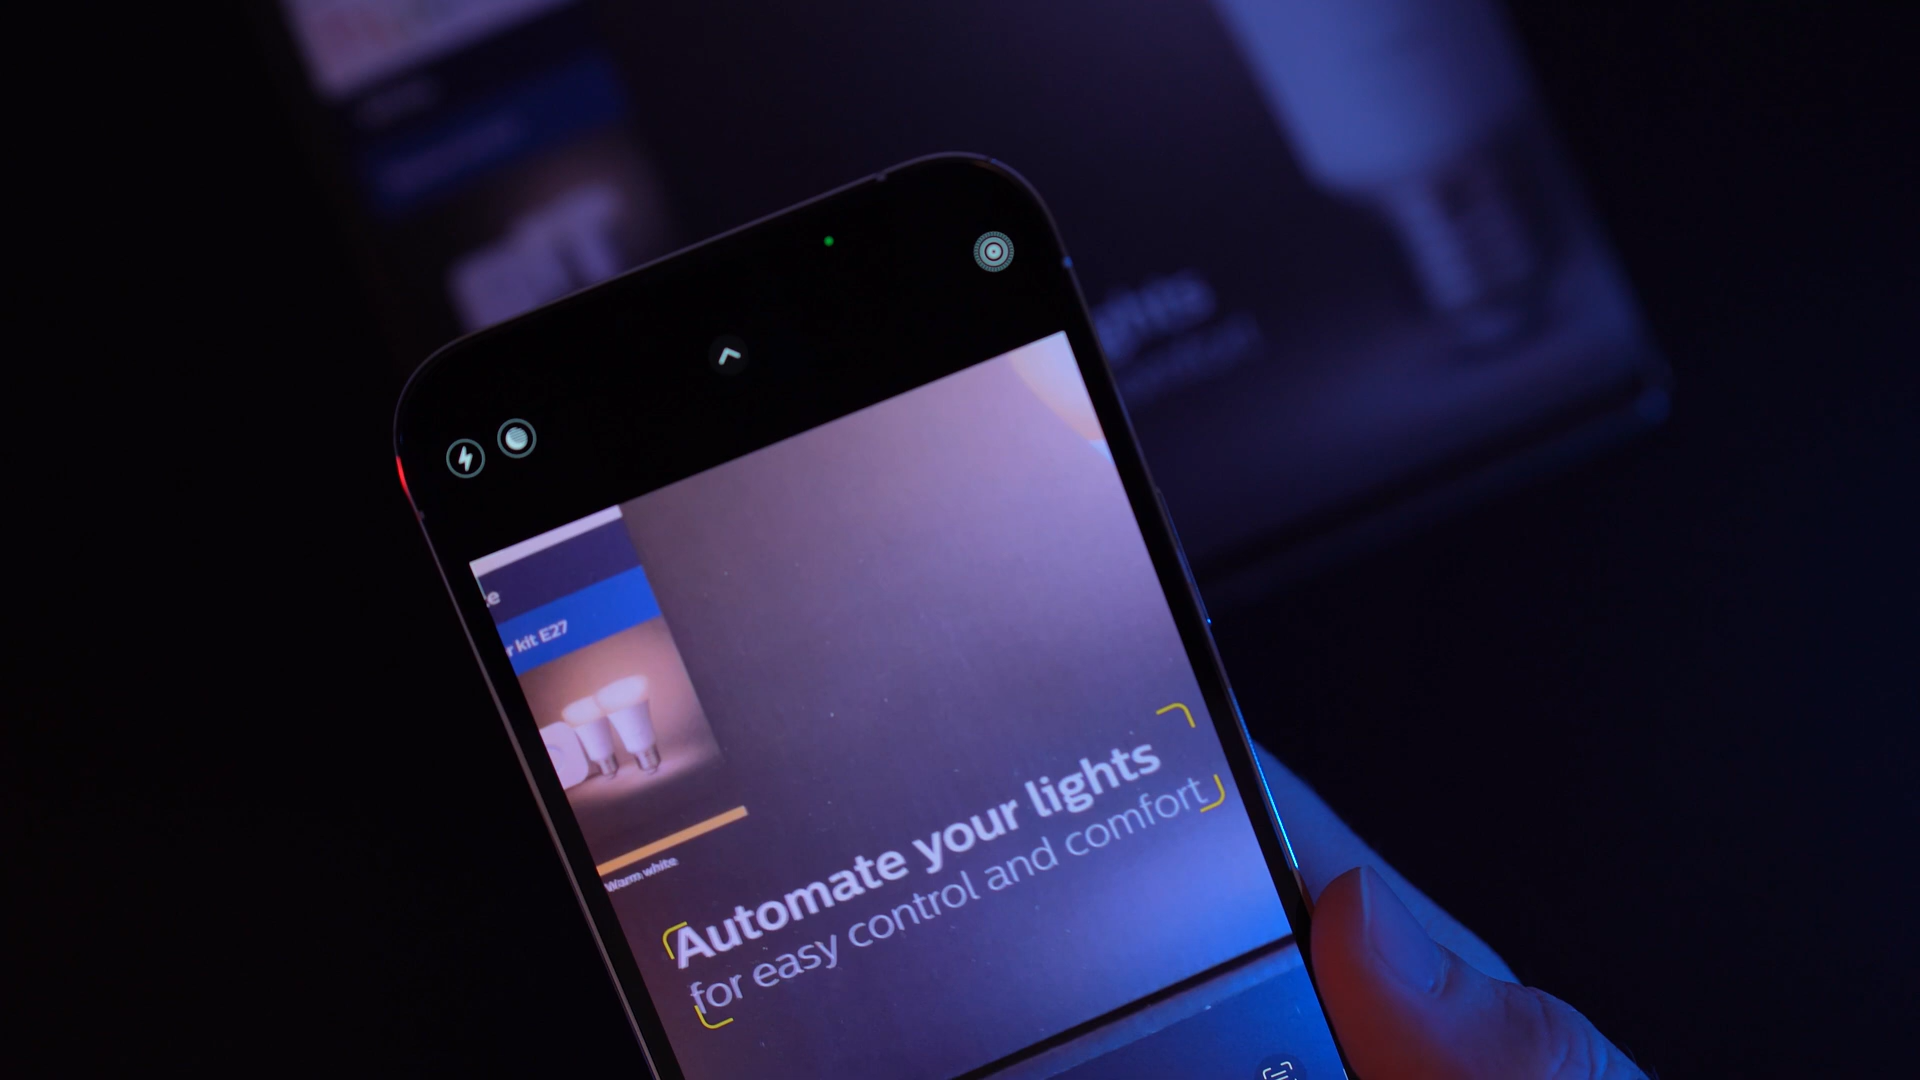 r kit E27
Warm white
Automate your lights
for easy control and comfort